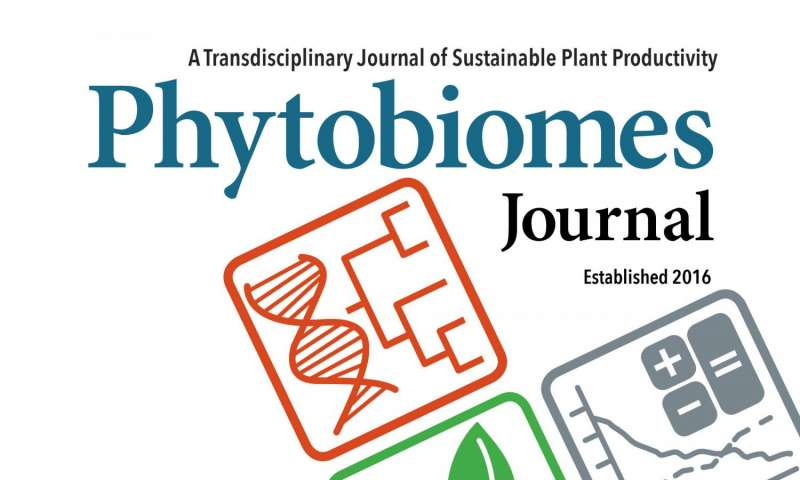 A Transdisciplinary Journal of Sustainable Plant Productivity
Phytobiomes
Journal
Established 2016
+ =
-